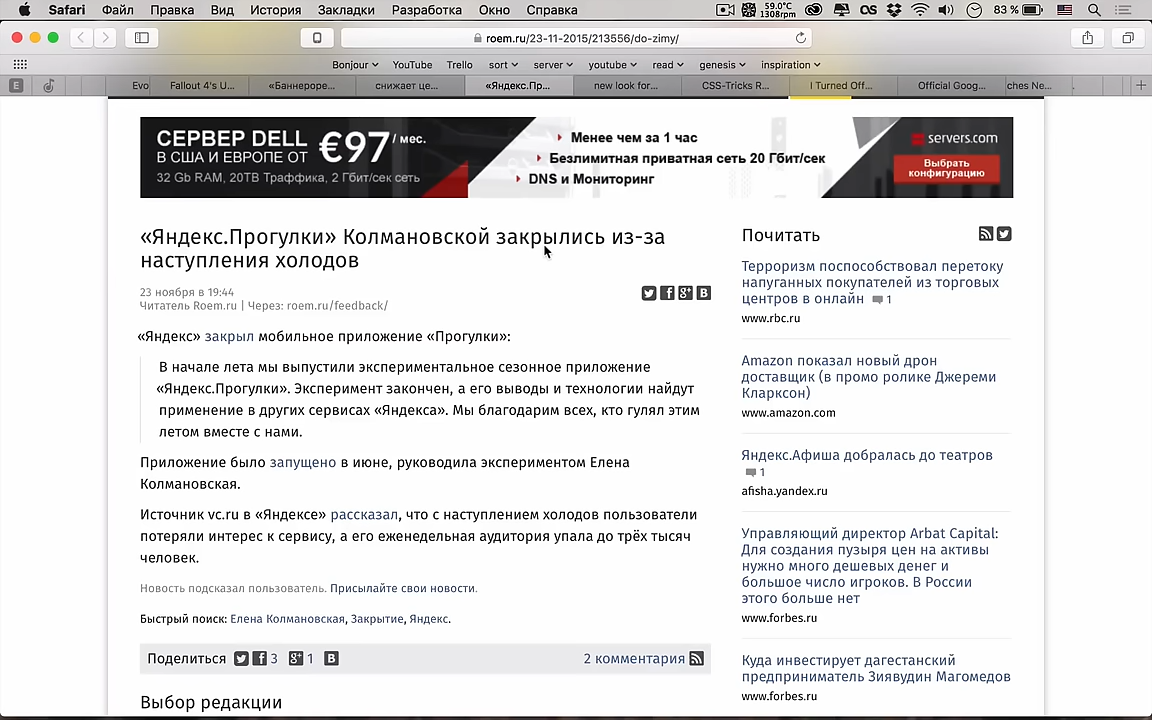 Safari Файл Правка Вид История Закладки Разработка Окно Справка 59.0°C 1308rpm 83 %
roem.ru/23-11-2015/213556/do-zimy/
Bonjour YouTube Trello sort server youtube read genesis inspiration
E Evo Fallout 4's U... «Баннероре... снижает це... «Яндекс.Пр... new look for... CSS-Tricks R... I Turned Off... Official Goog... ches Ne...
СЕРВЕР DELL
В США И ЕВРОПЕ ОТ €97 / мес.
32 Gb RAM, 20TB Траффика, 2 Гбит/сек сеть
Менее чем за 1 час
Безлимитная приватная сеть 20 Гбит/сек
DNS и Мониторинг
servers.com
Выбрать
конфигурацию
«Яндекс.Прогулки» Колмановской закрылись из-за
наступления холодов
23 ноября в 19:44
Читатель Roem.ru | Через: roem.ru/feedback/
«Яндекс» закрыл мобильное приложение «Прогулки»:
В начале лета мы выпустили экспериментальное сезонное приложение
«Яндекс.Прогулки». Эксперимент закончен, а его выводы и технологии найдут
применение в других сервисах «Яндекса». Мы благодарим всех, кто гулял этим
летом вместе с нами.
Приложение было запущено в июне, руководила экспериментом Елена
Колмановская.
Источник vc.ru в «Яндексе» рассказал, что с наступлением холодов пользователи
потеряли интерес к сервису, а его еженедельная аудитория упала до трёх тысяч
человек.
Новость подсказал пользователь. Присылайте свои новости.
Быстрый поиск: Елена Колмановская, Закрытие, Яндекс.
Поделиться 3 1 2 комментария
Выбор редакции
Почитать
Терроризм поспособствовал перетоку
напуганных покупателей из торговых
центров в онлайн 1
www.rbc.ru
Amazon показал новый дрон
доставщик (в промо ролике Джереми
Кларксон)
www.amazon.com
Яндекс.Афиша добралась до театров
1
afisha.yandex.ru
Управляющий директор Arbat Capital:
Для создания пузыря цен на активы
нужно много дешевых денег и
большое число игроков. В России
этого больше нет
www.forbes.ru
Куда инвестирует дагестанский
предприниматель Зиявудин Магомедов
www.forbes.ru